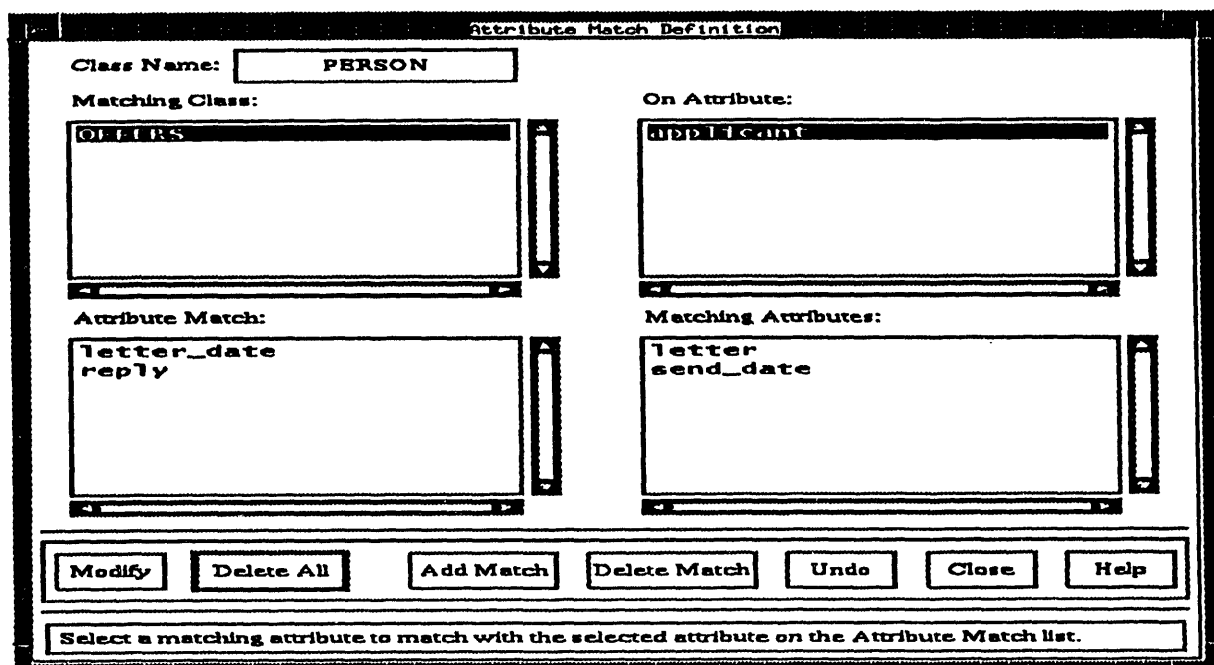 Attribute Match Definition
Class Name: PERSON
Matching Class: On Attribute:
OFFERS applicant
Attribute Match: Matching Attributes:
letter_date letter
reply send_date
Modify Delete All Add Match Delete Match Undo Close Help
Select a matching attribute to match with the selected attribute on the Attribute Match list.